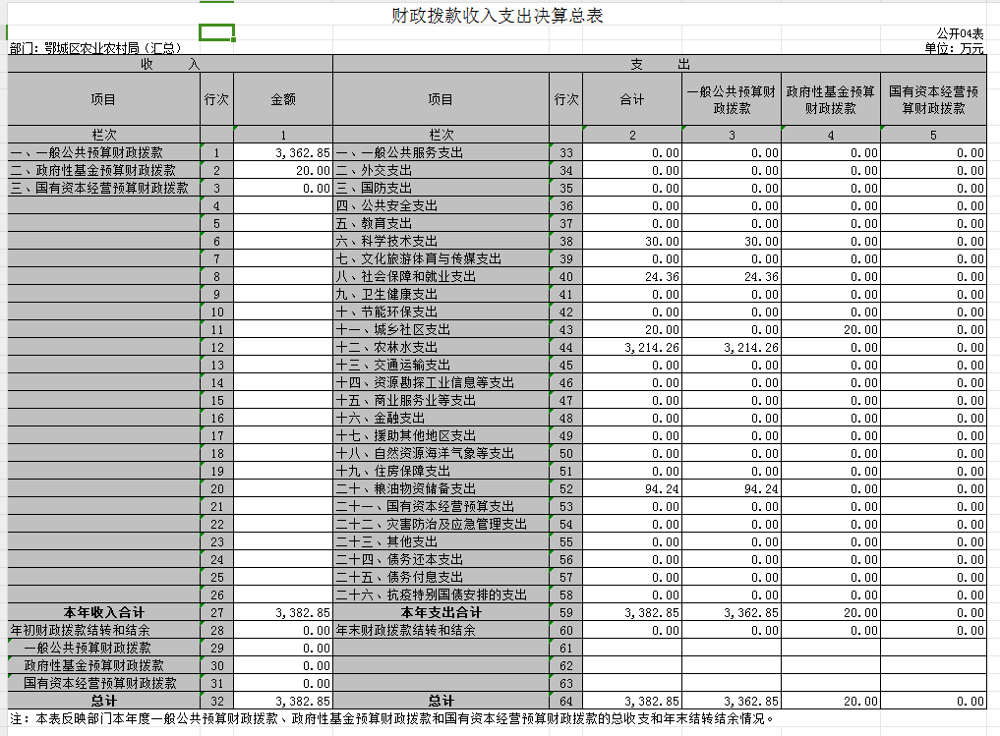 财政拨款收入支出决算总表
公开04表
部门：鄂城区农业农村局（汇总） 单位：万元
收 入 支 出
项目 行次 金额 项目 行次 合计 一般公共预算财政拨款 政府性基金预算财政拨款 国有资本经营预算财政拨款
栏次 1 栏次 2 3 4 5
一、一般公共预算财政拨款 1 3,362.85 一、一般公共服务支出 33 0.00 0.00 0.00 0.00
二、政府性基金预算财政拨款 2 20.00 二、外交支出 34 0.00 0.00 0.00 0.00
三、国有资本经营预算财政拨款 3 0.00 三、国防支出 35 0.00 0.00 0.00 0.00
4 四、公共安全支出 36 0.00 0.00 0.00 0.00
5 五、教育支出 37 0.00 0.00 0.00 0.00
6 六、科学技术支出 38 30.00 30.00 0.00 0.00
7 七、文化旅游体育与传媒支出 39 0.00 0.00 0.00 0.00
8 八、社会保障和就业支出 40 24.36 24.36 0.00 0.00
9 九、卫生健康支出 41 0.00 0.00 0.00 0.00
10 十、节能环保支出 42 0.00 0.00 0.00 0.00
11 十一、城乡社区支出 43 20.00 0.00 20.00 0.00
12 十二、农林水支出 44 3,214.26 3,214.26 0.00 0.00
13 十三、交通运输支出 45 0.00 0.00 0.00 0.00
14 十四、资源勘探工业信息等支出 46 0.00 0.00 0.00 0.00
15 十五、商业服务业等支出 47 0.00 0.00 0.00 0.00
16 十六、金融支出 48 0.00 0.00 0.00 0.00
17 十七、援助其他地区支出 49 0.00 0.00 0.00 0.00
18 十八、自然资源海洋气象等支出 50 0.00 0.00 0.00 0.00
19 十九、住房保障支出 51 0.00 0.00 0.00 0.00
20 二十、粮油物资储备支出 52 94.24 94.24 0.00 0.00
21 二十一、国有资本经营预算支出 53 0.00 0.00 0.00 0.00
22 二十二、灾害防治及应急管理支出 54 0.00 0.00 0.00 0.00
23 二十三、其他支出 55 0.00 0.00 0.00 0.00
24 二十四、债务还本支出 56 0.00 0.00 0.00 0.00
25 二十五、债务付息支出 57 0.00 0.00 0.00 0.00
26 二十六、抗疫特别国债安排的支出 58 0.00 0.00 0.00 0.00
本年收入合计 27 3,382.85 本年支出合计 59 3,382.85 3,362.85 20.00 0.00
年初财政拨款结转和结余 28 0.00 年末财政拨款结转和结余 60 0.00 0.00 0.00 0.00
一般公共预算财政拨款 29 0.00 61
政府性基金预算财政拨款 30 0.00 62
国有资本经营预算财政拨款 31 0.00 63
总计 32 3,382.85 总计 64 3,382.85 3,362.85 20.00 0.00
注：本表反映部门本年度一般公共预算财政拨款、政府性基金预算财政拨款和国有资本经营预算财政拨款的总收支和年末结转结余情况。